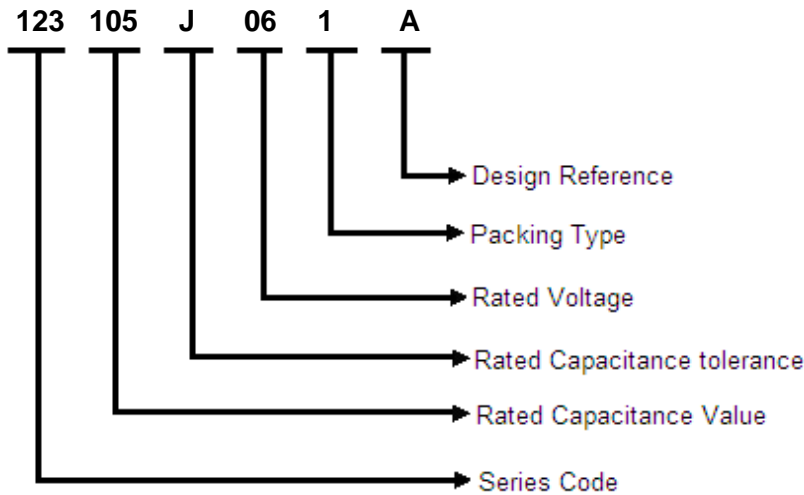 123 105 J 06 1 A
Design Reference
Packing Type
Rated Voltage
Rated Capacitance tolerance
Rated Capacitance Value
Series Code